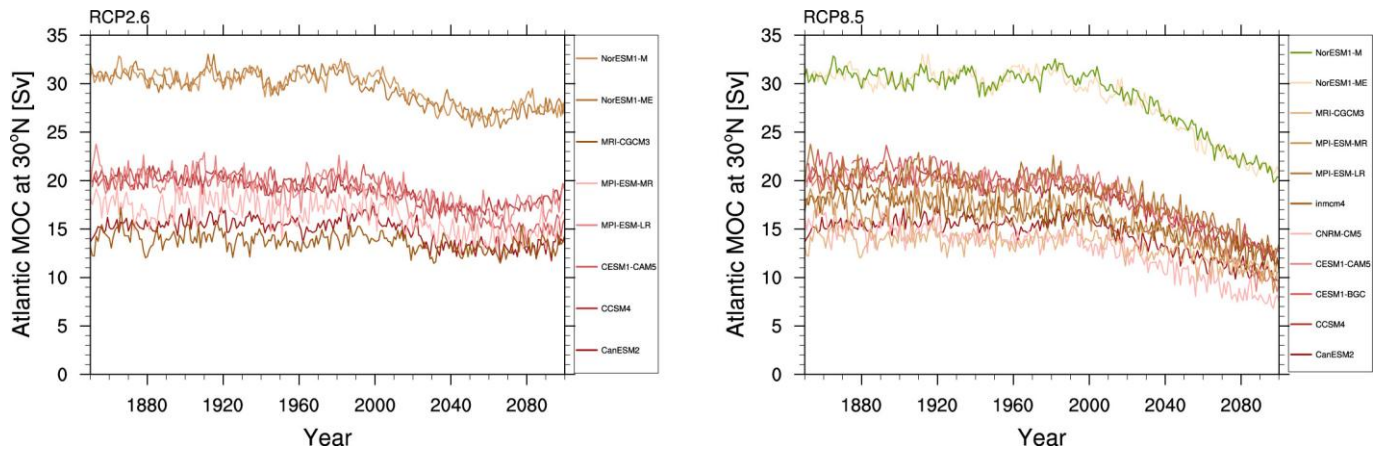 RCP2.6
Atlantic MOC at 30°N [Sv]
35
30
25
20
15
10
5
0
1880 1920 1960 2000 2040 2080
Year
NorESM1-M
NorESM1-ME
MRI-CGCM3
MPI-ESM-MR
MPI-ESM-LR
CESM1-CAM5
CCSM4
CanESM2
RCP8.5
Atlantic MOC at 30°N [Sv]
35
30
25
20
15
10
5
0
1880 1920 1960 2000 2040 2080
Year
NorESM1-M
NorESM1-ME
MRI-CGCM3
MPI-ESM-MR
MPI-ESM-LR
inmcm4
CNRM-CM5
CESM1-CAM5
CESM1-BGC
CCSM4
CanESM2